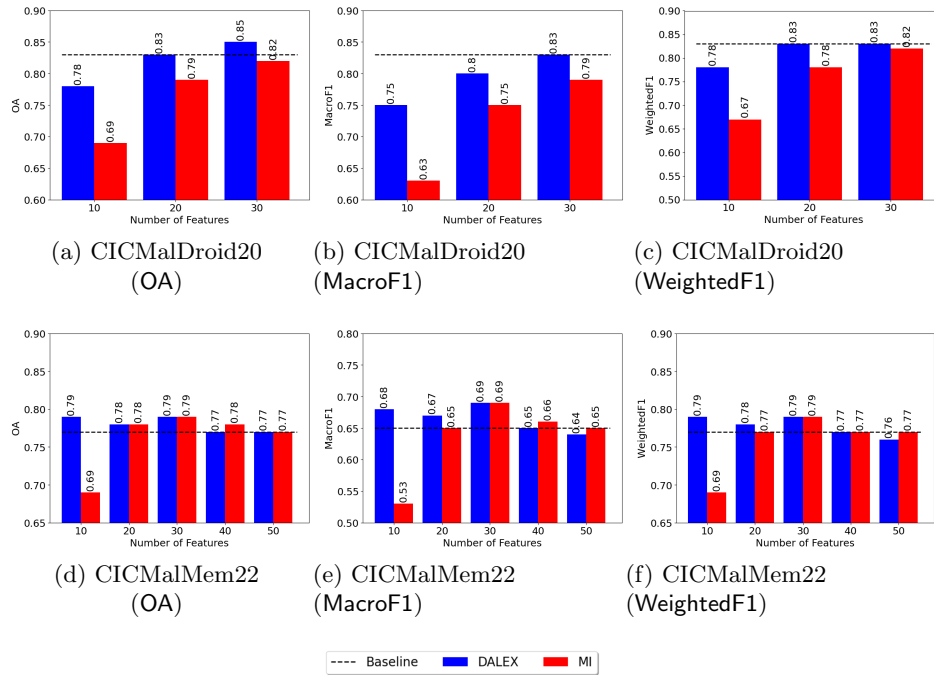 0.90
0.85
0.80
0.75
0.70
0.65
0.60
OA
0.78
0.69
0.83
0.79
0.85
0.82
10 20 30
Number of Features
(a) CICMalDroid20
(OA)
0.90
0.85
0.80
0.75
0.70
0.65
0.60
MacroF1
0.75
0.63
0.8
0.75
0.83
0.79
10 20 30
Number of Features
(b) CICMalDroid20
(MacroF1)
0.90
0.85
0.80
0.75
0.70
0.65
0.60
0.55
0.50
WeightedF1
0.78
0.67
0.83
0.78
0.83
0.82
10 20 30
Number of Features
(c) CICMalDroid20
(WeightedF1)
0.90
0.85
0.80
0.75
0.70
0.65
OA
0.79
0.69
0.78
0.78
0.79
0.79
0.77
0.78
0.77
0.77
10 20 30 40 50
Number of Features
(d) CICMalMem22
(OA)
0.80
0.75
0.70
0.65
0.60
0.55
0.50
MacroF1
0.68
0.53
0.67
0.65
0.69
0.69
0.65
0.66
0.64
0.65
10 20 30 40 50
Number of Features
(e) CICMalMem22
(MacroF1)
0.90
0.85
0.80
0.75
0.70
0.65
WeightedF1
0.79
0.69
0.78
0.77
0.79
0.79
0.77
0.77
0.76
0.77
10 20 30 40 50
Number of Features
(f) CICMalMem22
(WeightedF1)
Baseline DALEX MI